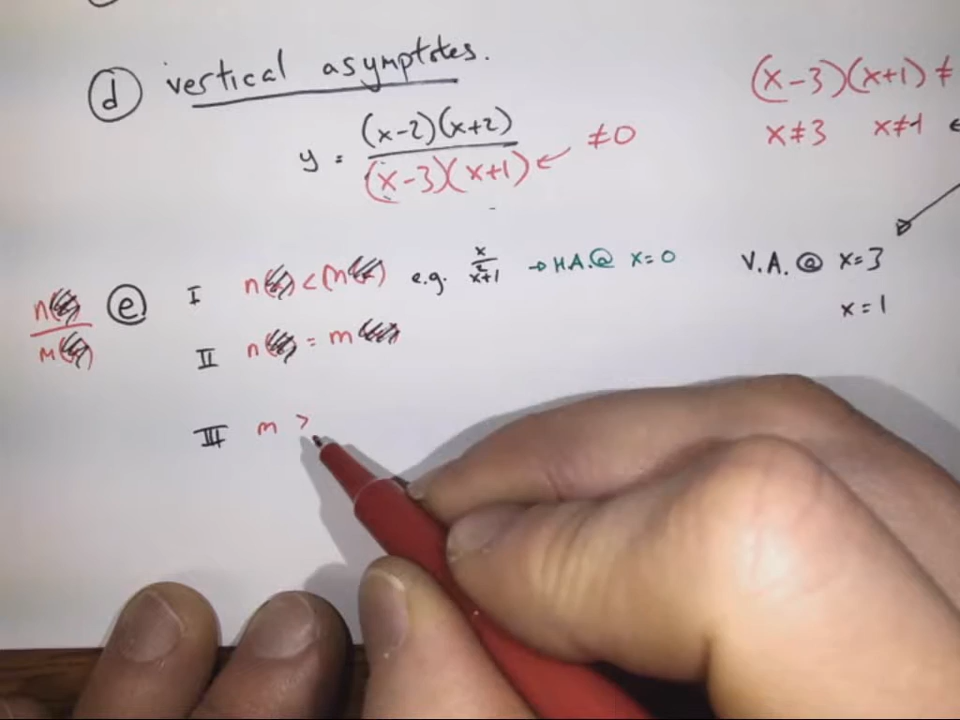 d vertical asymptotes.
y = (x-2)(x+2) / (x-3)(x+1) ← ≠0
(x-3)(x+1) ≠
x≠3 x≠-1
n / m e I n < m e.g. x / x²+1 → H.A.@ x=0
V.A. @ x=3
x=1
II n = m
III m >